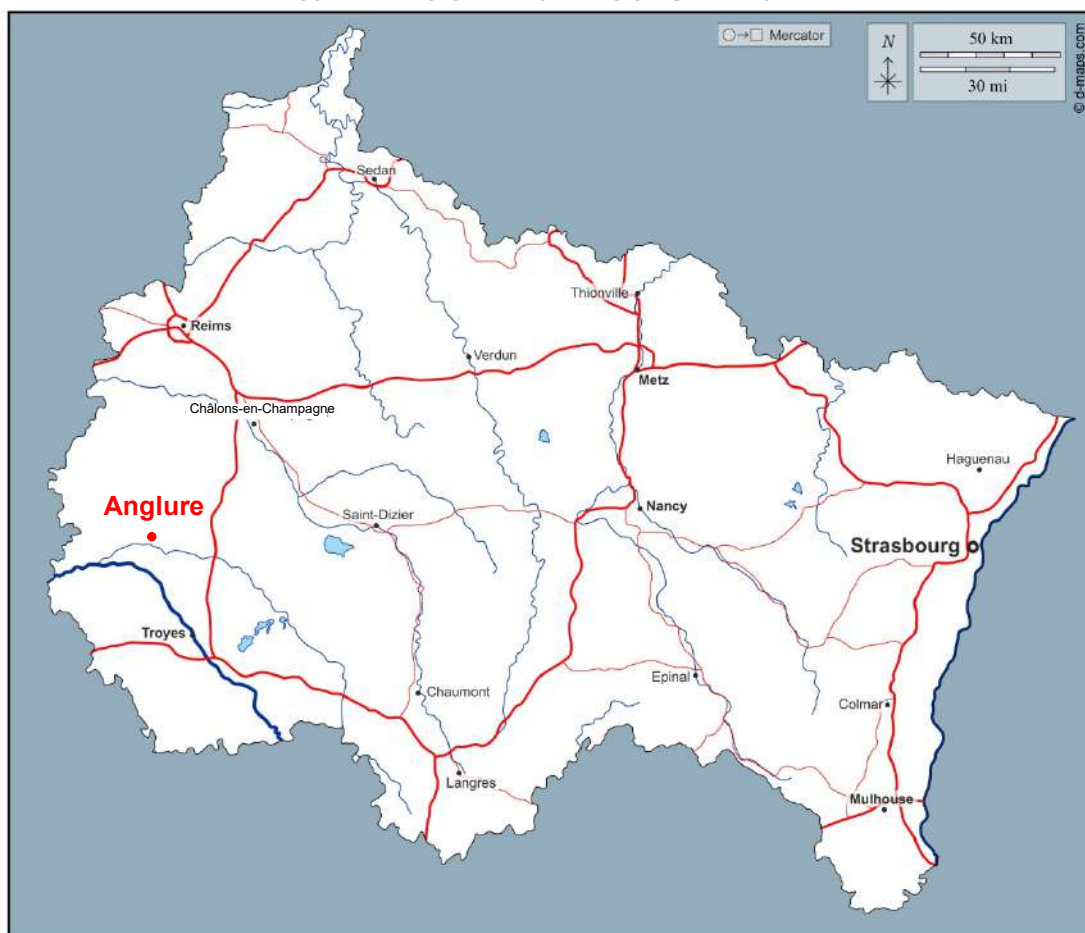 Mercator
N
50 km
30 mi
© d-maps.com
Sedan
Thionville
Reims
Verdun
Metz
Châlons-en-Champagne
Haguenau
Anglure
Saint-Dizier
Nancy
Strasbourg
Troyes
Chaumont
Epinal
Colmar
Langres
Mulhouse